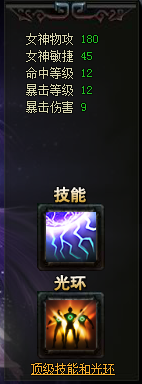 女神物攻 180
女神敏捷 45
命中等级 12
暴击等级 12
暴击伤害 9
技能
光环
顶级技能和光环